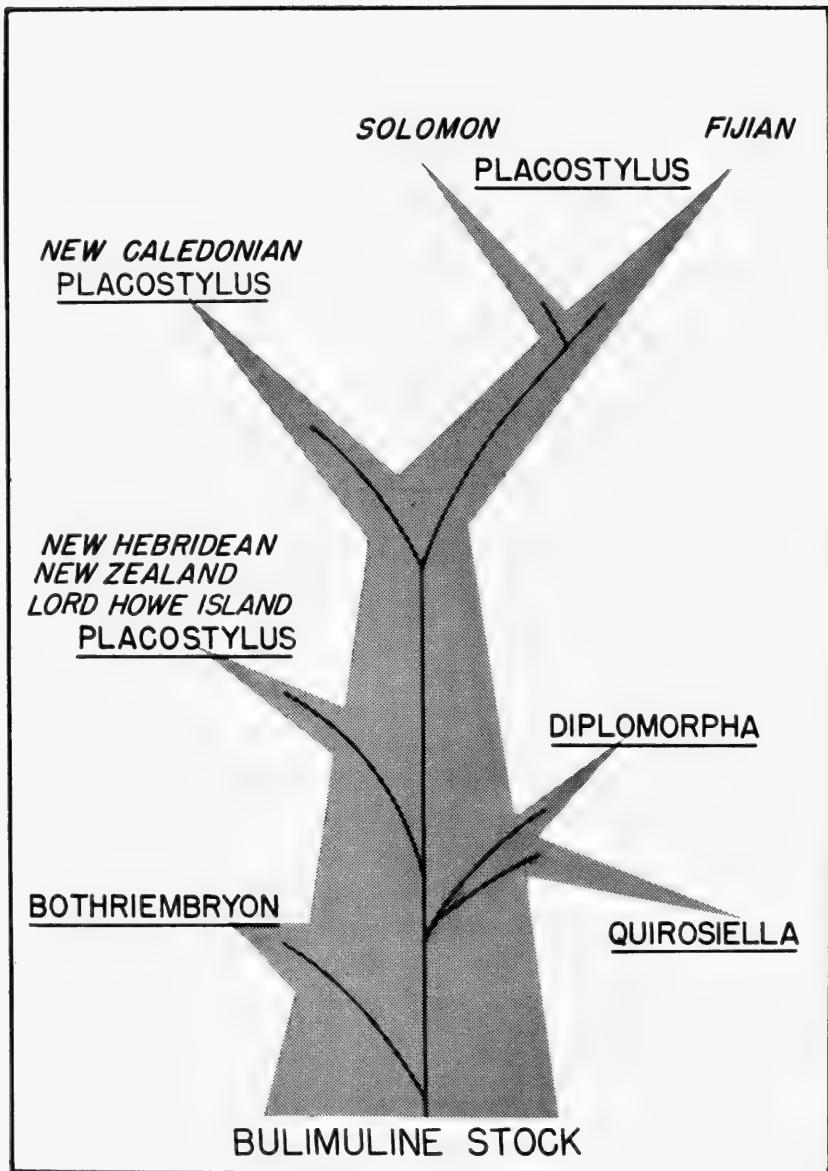 SOLOMON FIJIAN
PLACOSTYLUS
NEW CALEDONIAN
PLACOSTYLUS
NEW HEBRIDEAN
NEW ZEALAND
LORD HOWE ISLAND
PLACOSTYLUS
DIPLOMORPHA
BOTHRIEMBRYON
QUIROSIELLA
BULIMULINE STOCK